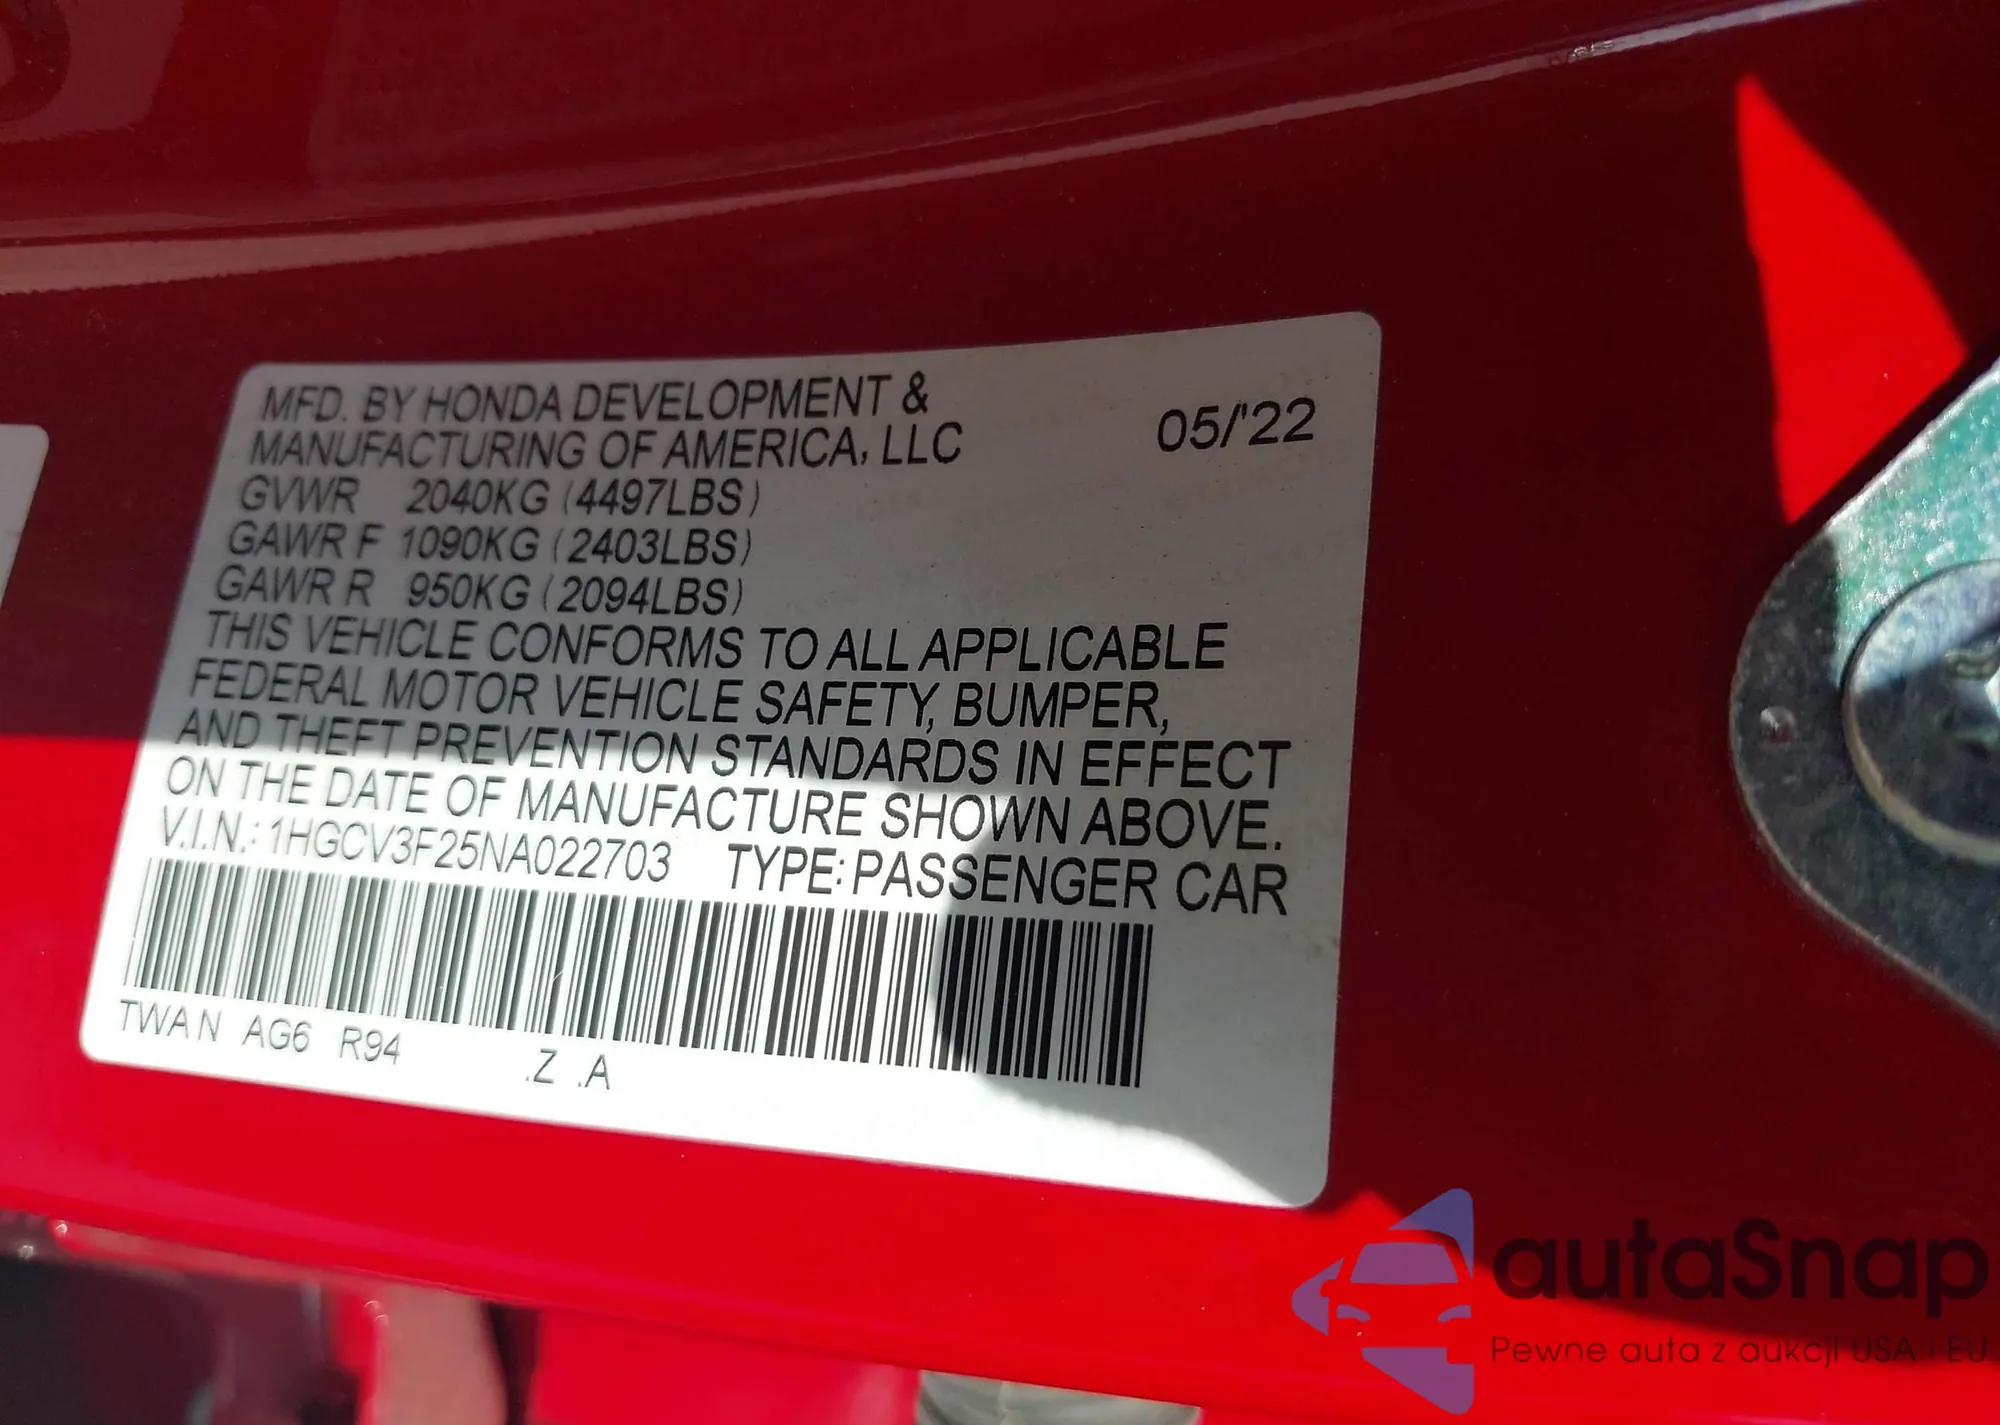 MFD. BY HONDA DEVELOPMENT &
MANUFACTURING OF AMERICA, LLC
05/'22
GVWR 2040KG (4497LBS)
GAWR F 1090KG (2403LBS)
GAWR R 950KG (2094LBS)
THIS VEHICLE CONFORMS TO ALL APPLICABLE
FEDERAL MOTOR VEHICLE SAFETY, BUMPER,
AND THEFT PREVENTION STANDARDS IN EFFECT
ON THE DATE OF MANUFACTURE SHOWN ABOVE.
V.I.N.: 1HGCV3F25NA022703 TYPE: PASSENGER CAR
TWAN AG6 R94 .Z .A
autaSnap
Pewne auta z aukcji USA i EU